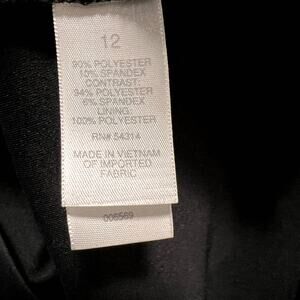 12
90% POLYESTER
10% SPANDEX
CONTRAST:
94% POLYESTER
6% SPANDEX
LINING:
100% POLYESTER
RN# 54314
MADE IN VIETNAM
OF IMPORTED
FABRIC
006569